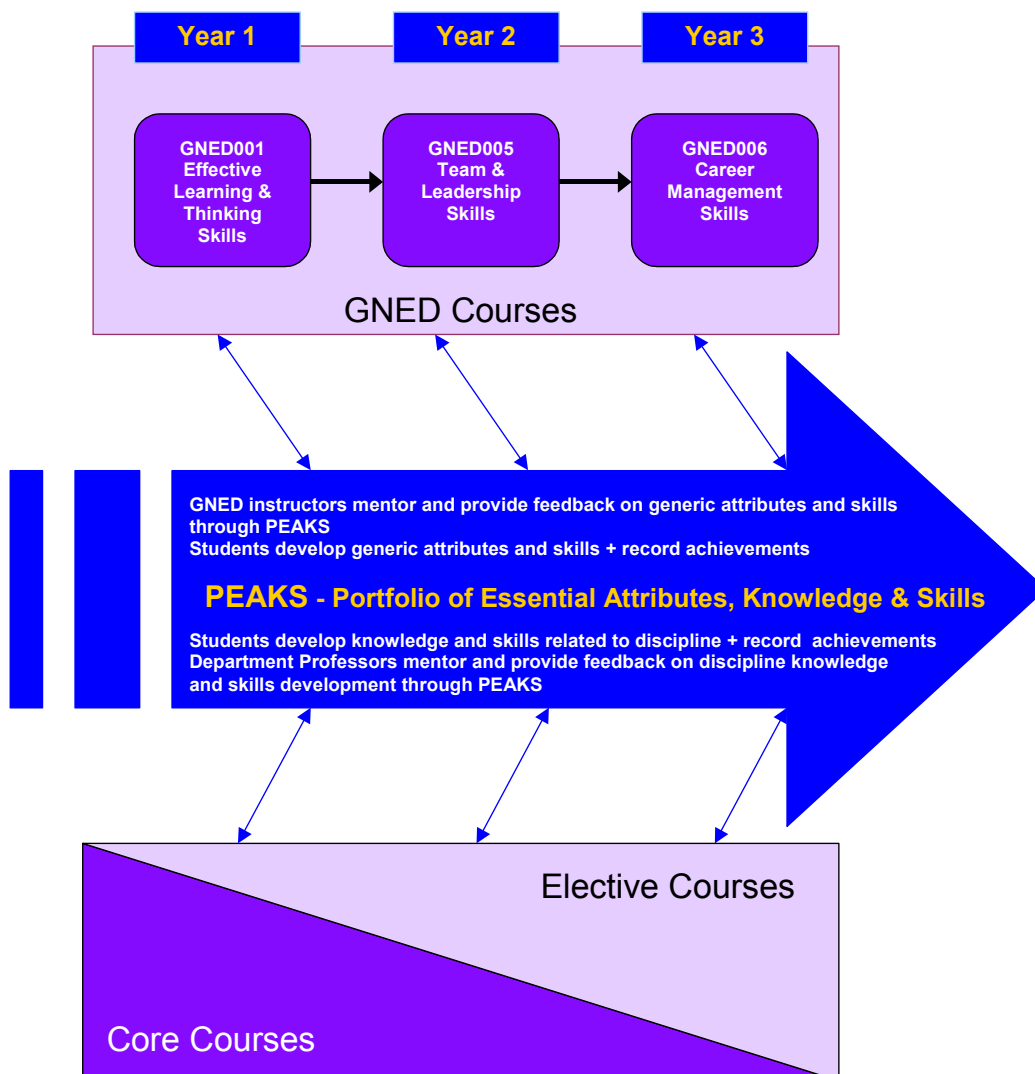 Year 1
Year 2
Year 3
GNED001
Effective
Learning &
Thinking
Skills
GNED005
Team &
Leadership
Skills
GNED006
Career
Management
Skills
GNED Courses
GNED instructors mentor and provide feedback on generic attributes and skills
through PEAKS
Students develop generic attributes and skills + record achievements
PEAKS - Portfolio of Essential Attributes, Knowledge & Skills
Students develop knowledge and skills related to discipline + record achievements
Department Professors mentor and provide feedback on discipline knowledge
and skills development through PEAKS
Elective Courses
Core Courses